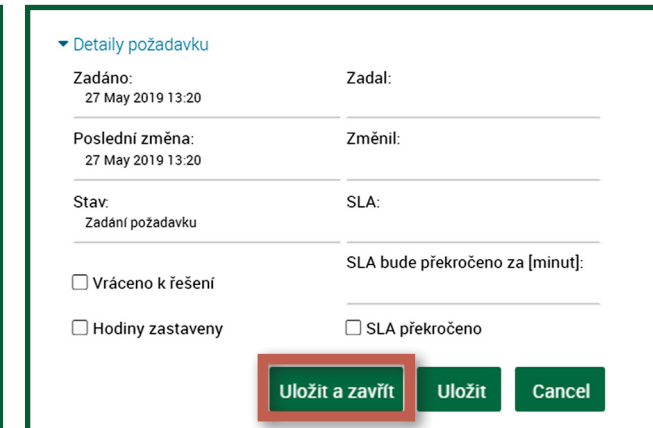 Detaily požadavku
Zadáno: Zadal:
27 May 2019 13:20
Poslední změna: Změnil:
27 May 2019 13:20
Stav: SLA:
Zadání požadavku
SLA bude překročeno za [minut]:
Vráceno k řešení
Hodiny zastaveny SLA překročeno
Uložit a zavřít Uložit Cancel